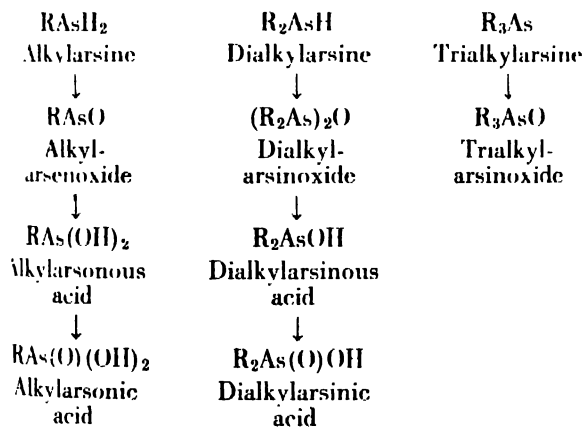 RAsH₂ R₂AsH R₃As
Alkylarsine Dialkylarsine Trialkylarsine
↓ ↓ ↓
RAsO (R₂As)₂O R₃AsO
Alkyl- Dialkyl- Trialkyl-
arsenoxide arsinoxide arsinoxide
↓ ↓
RAs(OH)₂ R₂AsOH
Alkylarsonous Dialkylarsinous
acid acid
↓ ↓
RAs(O)(OH)₂ R₂As(O)OH
Alkylarsonic Dialkylarsinic
acid acid